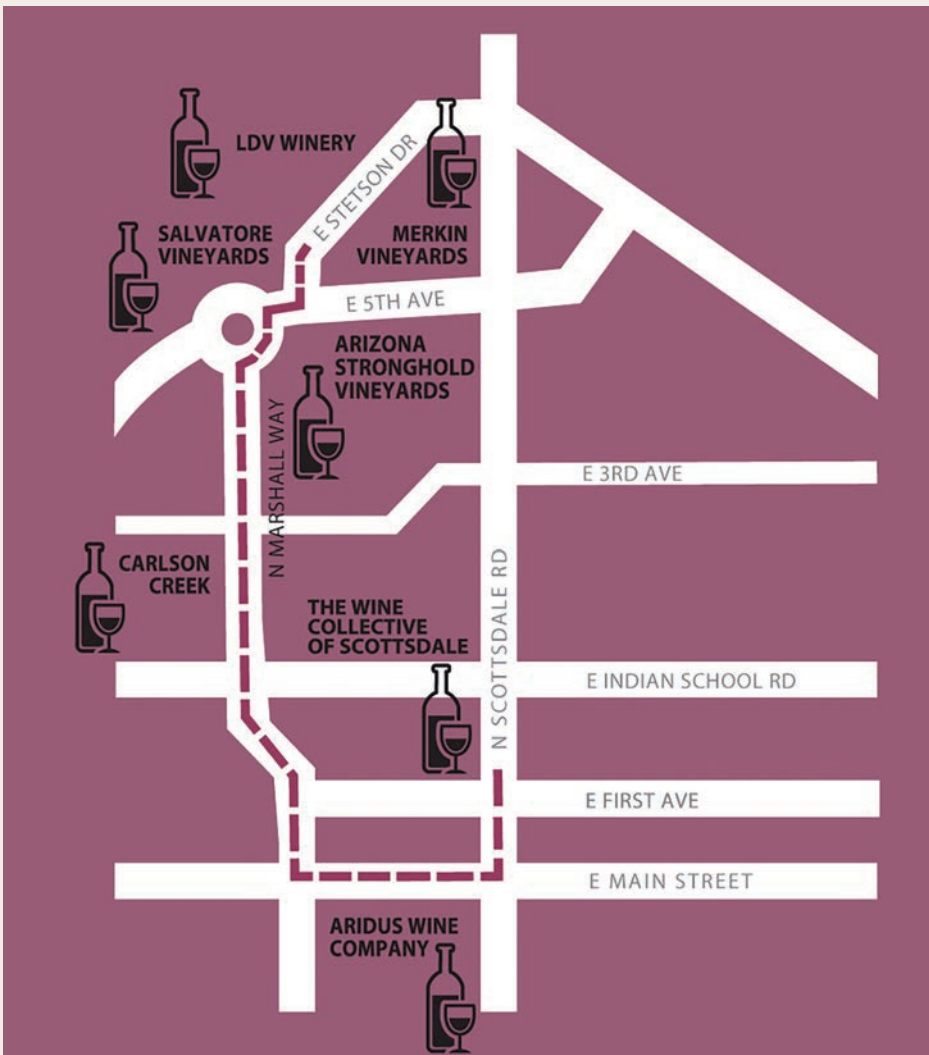 LDV WINERY
E STETSON DR
SALVATORE
VINEYARDS
MERKIN
VINEYARDS
E 5TH AVE
ARIZONA
STRONGHOLD
VINEYARDS
N MARSHALL WAY
E 3RD AVE
CARLSON
CREEK
THE WINE
COLLECTIVE
OF SCOTTSDALE
N SCOTTSDALE RD
E INDIAN SCHOOL RD
E FIRST AVE
E MAIN STREET
ARIDUS WINE
COMPANY